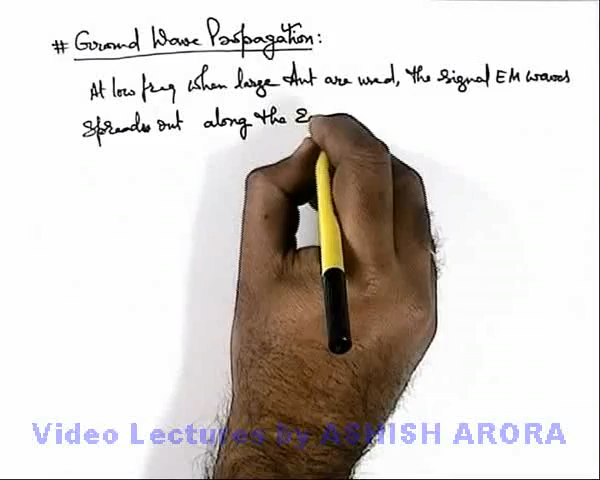 # Ground Wave Propagation:
At low freq when large Ant are used, the signal EM waves
Spreads out along the E
Video Lectures by ASHISH ARORA